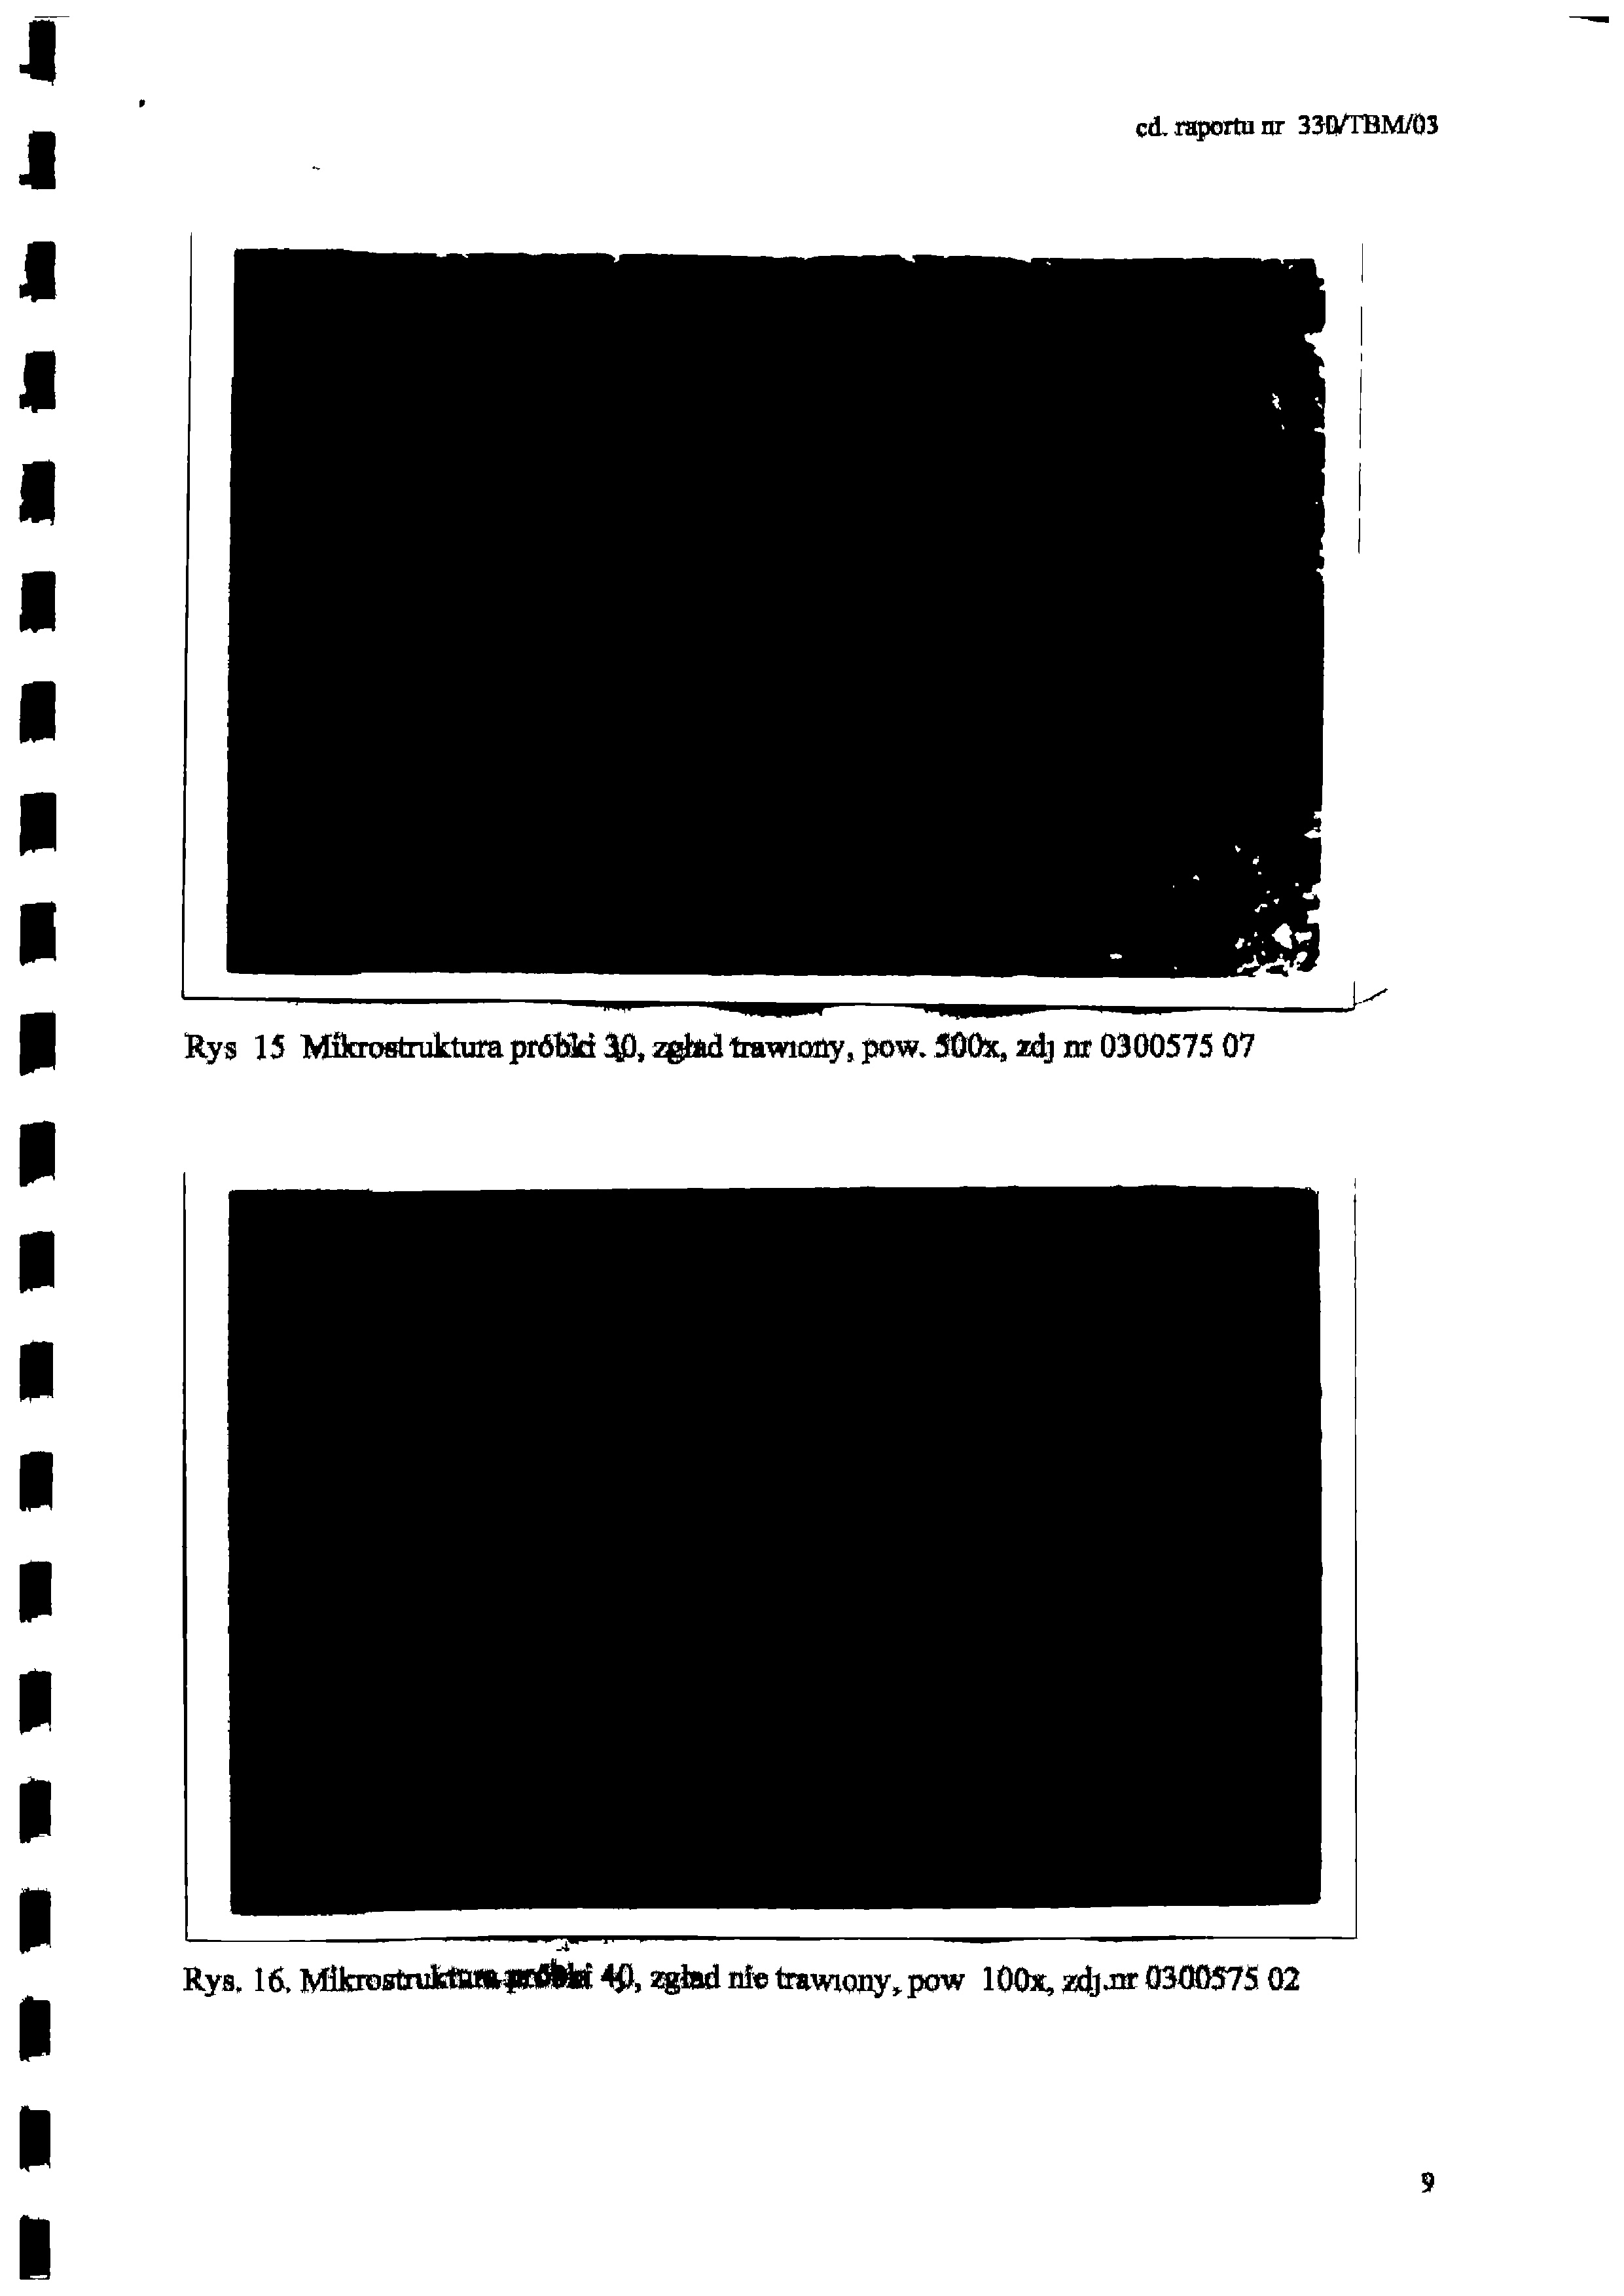 cd. raportu nr 330/TBM/03
Rys 15 Mikrostruktura próbki 30, zgład trawiony, pow. 500x, zdj nr 0300575 07
Rys. 16. Mikrostruktura próbki 40, zgład nie trawiony, pow 100x, zdj.nr 0300575 02
9